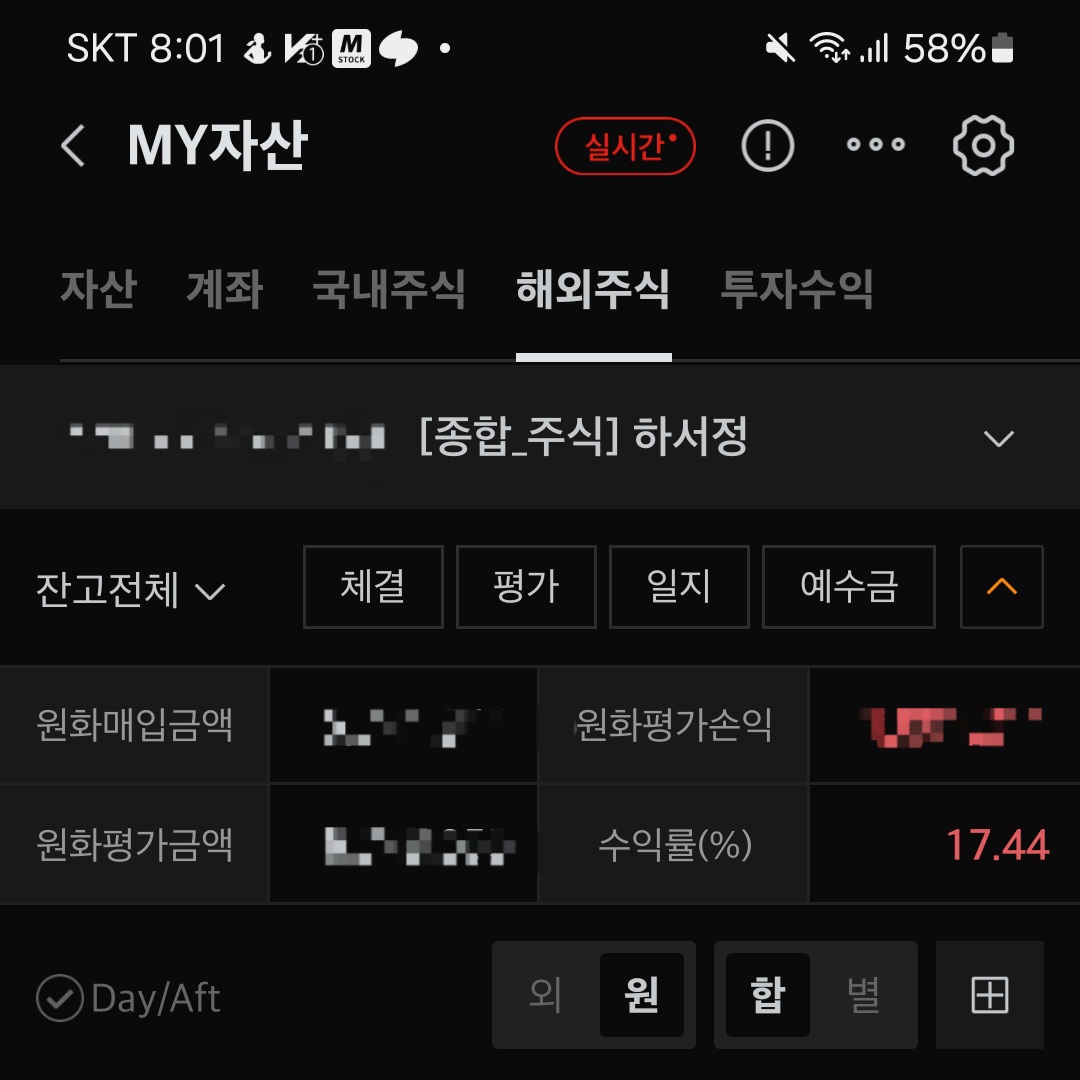 SKT 8:01 M STOCK 58%
MY자산 실시간
자산 계좌 국내주식 해외주식 투자수익
[종합_주식] 하서정
잔고전체 체결 평가 일지 예수금
원화매입금액 원화평가손익
원화평가금액 수익률(%) 17.44
Day/Aft 외 원 합 별